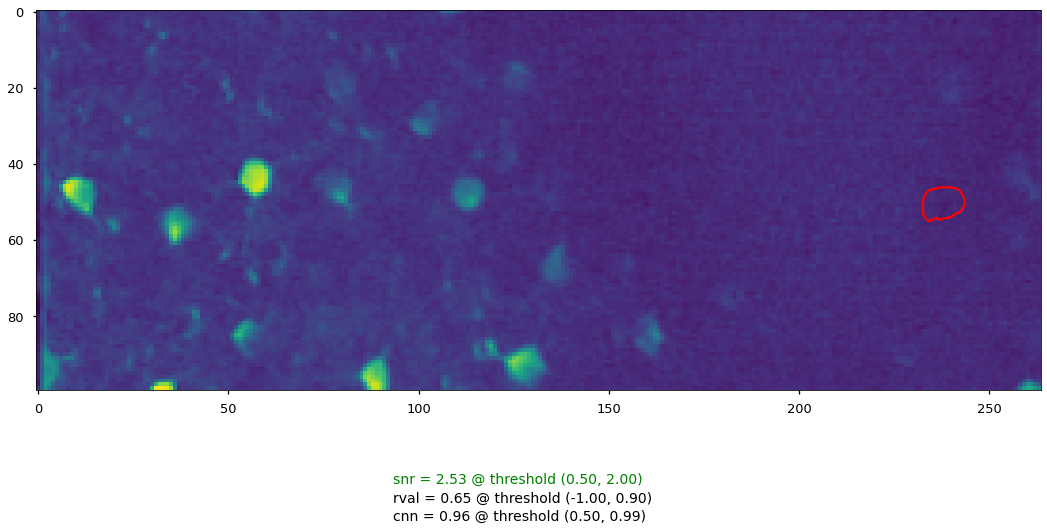 0
20
40
60
80
0 50 100 150 200 250
snr = 2.53 @ threshold (0.50, 2.00)
rval = 0.65 @ threshold (-1.00, 0.90)
cnn = 0.96 @ threshold (0.50, 0.99)